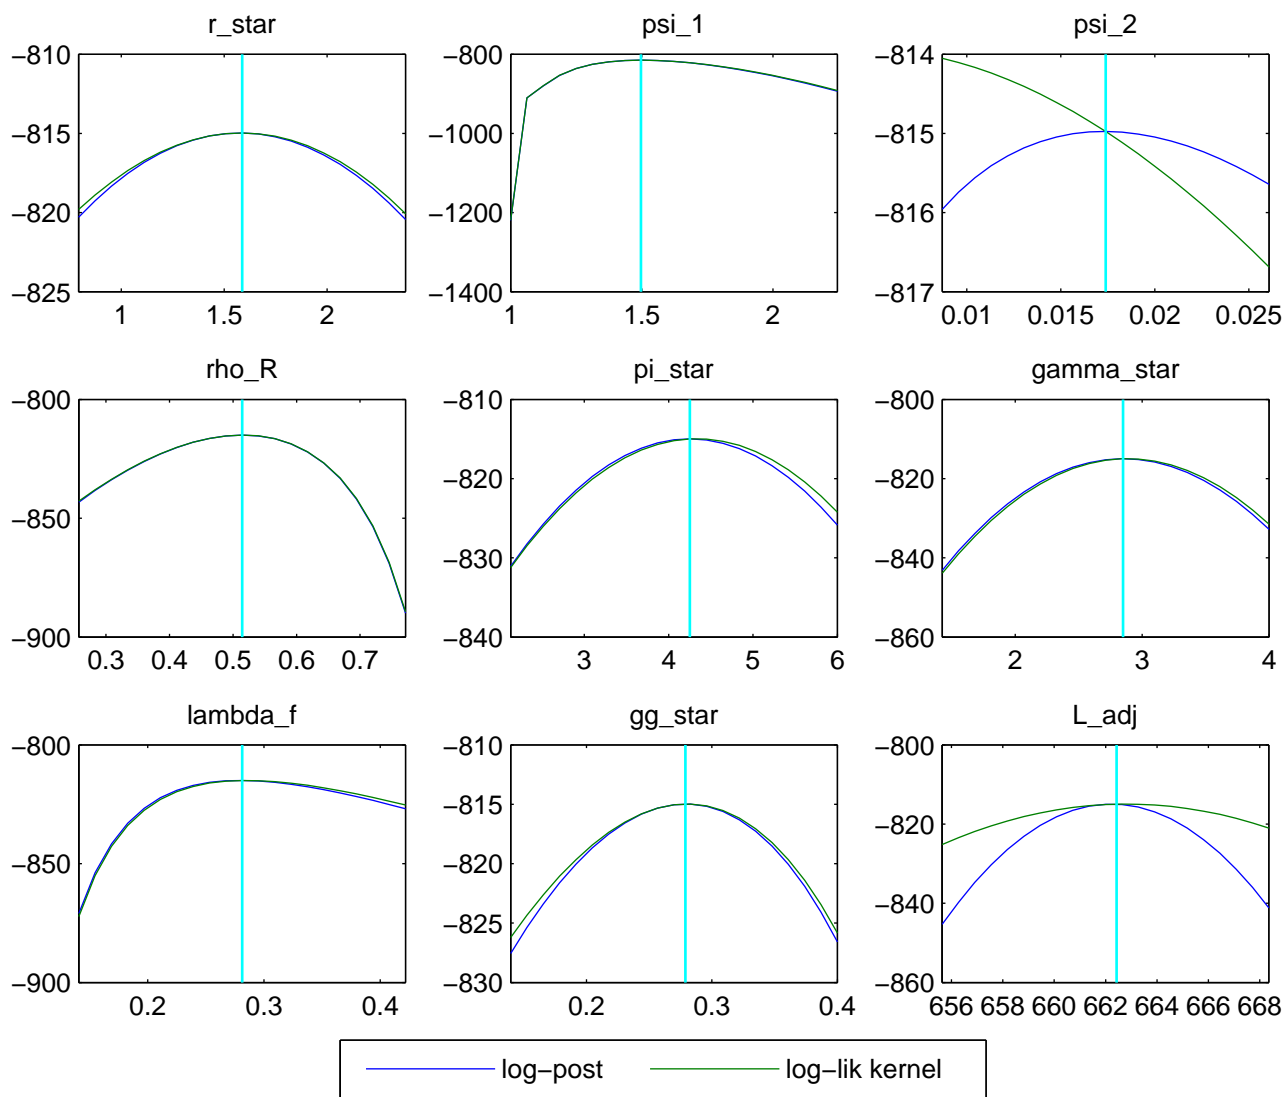 r_star psi_1 psi_2
−810 −800 −814
−815 −1000 −815
−820 −1200 −816
−825 −1400 −817
1 1.5 2 1 1.5 2 0.01 0.015 0.02 0.025
rho_R pi_star gamma_star
−800 −810 −800
−820 −820
−850
−830 −840
−900 −840 −860
0.3 0.4 0.5 0.6 0.7 3 4 5 6 2 3 4
lambda_f gg_star L_adj
−800 −810 −800
−815 −820
−850 −820
−825 −840
−900 −830 −860
0.2 0.3 0.4 0.2 0.3 0.4 656 658 660 662 664 666 668
log−post log−lik kernel